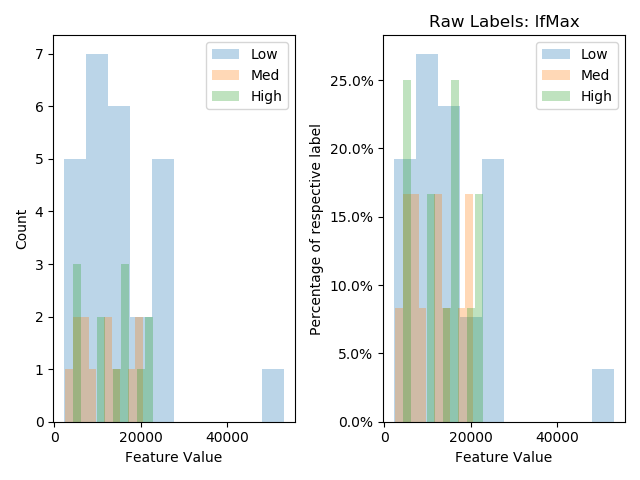 Raw Labels: lfMax
7
6
5
4
3
2
1
0
Count
Low
Med
High
0
20000
40000
Feature Value
25.0%
20.0%
15.0%
10.0%
5.0%
0.0%
Percentage of respective label
Low
Med
High
0
20000
40000
Feature Value